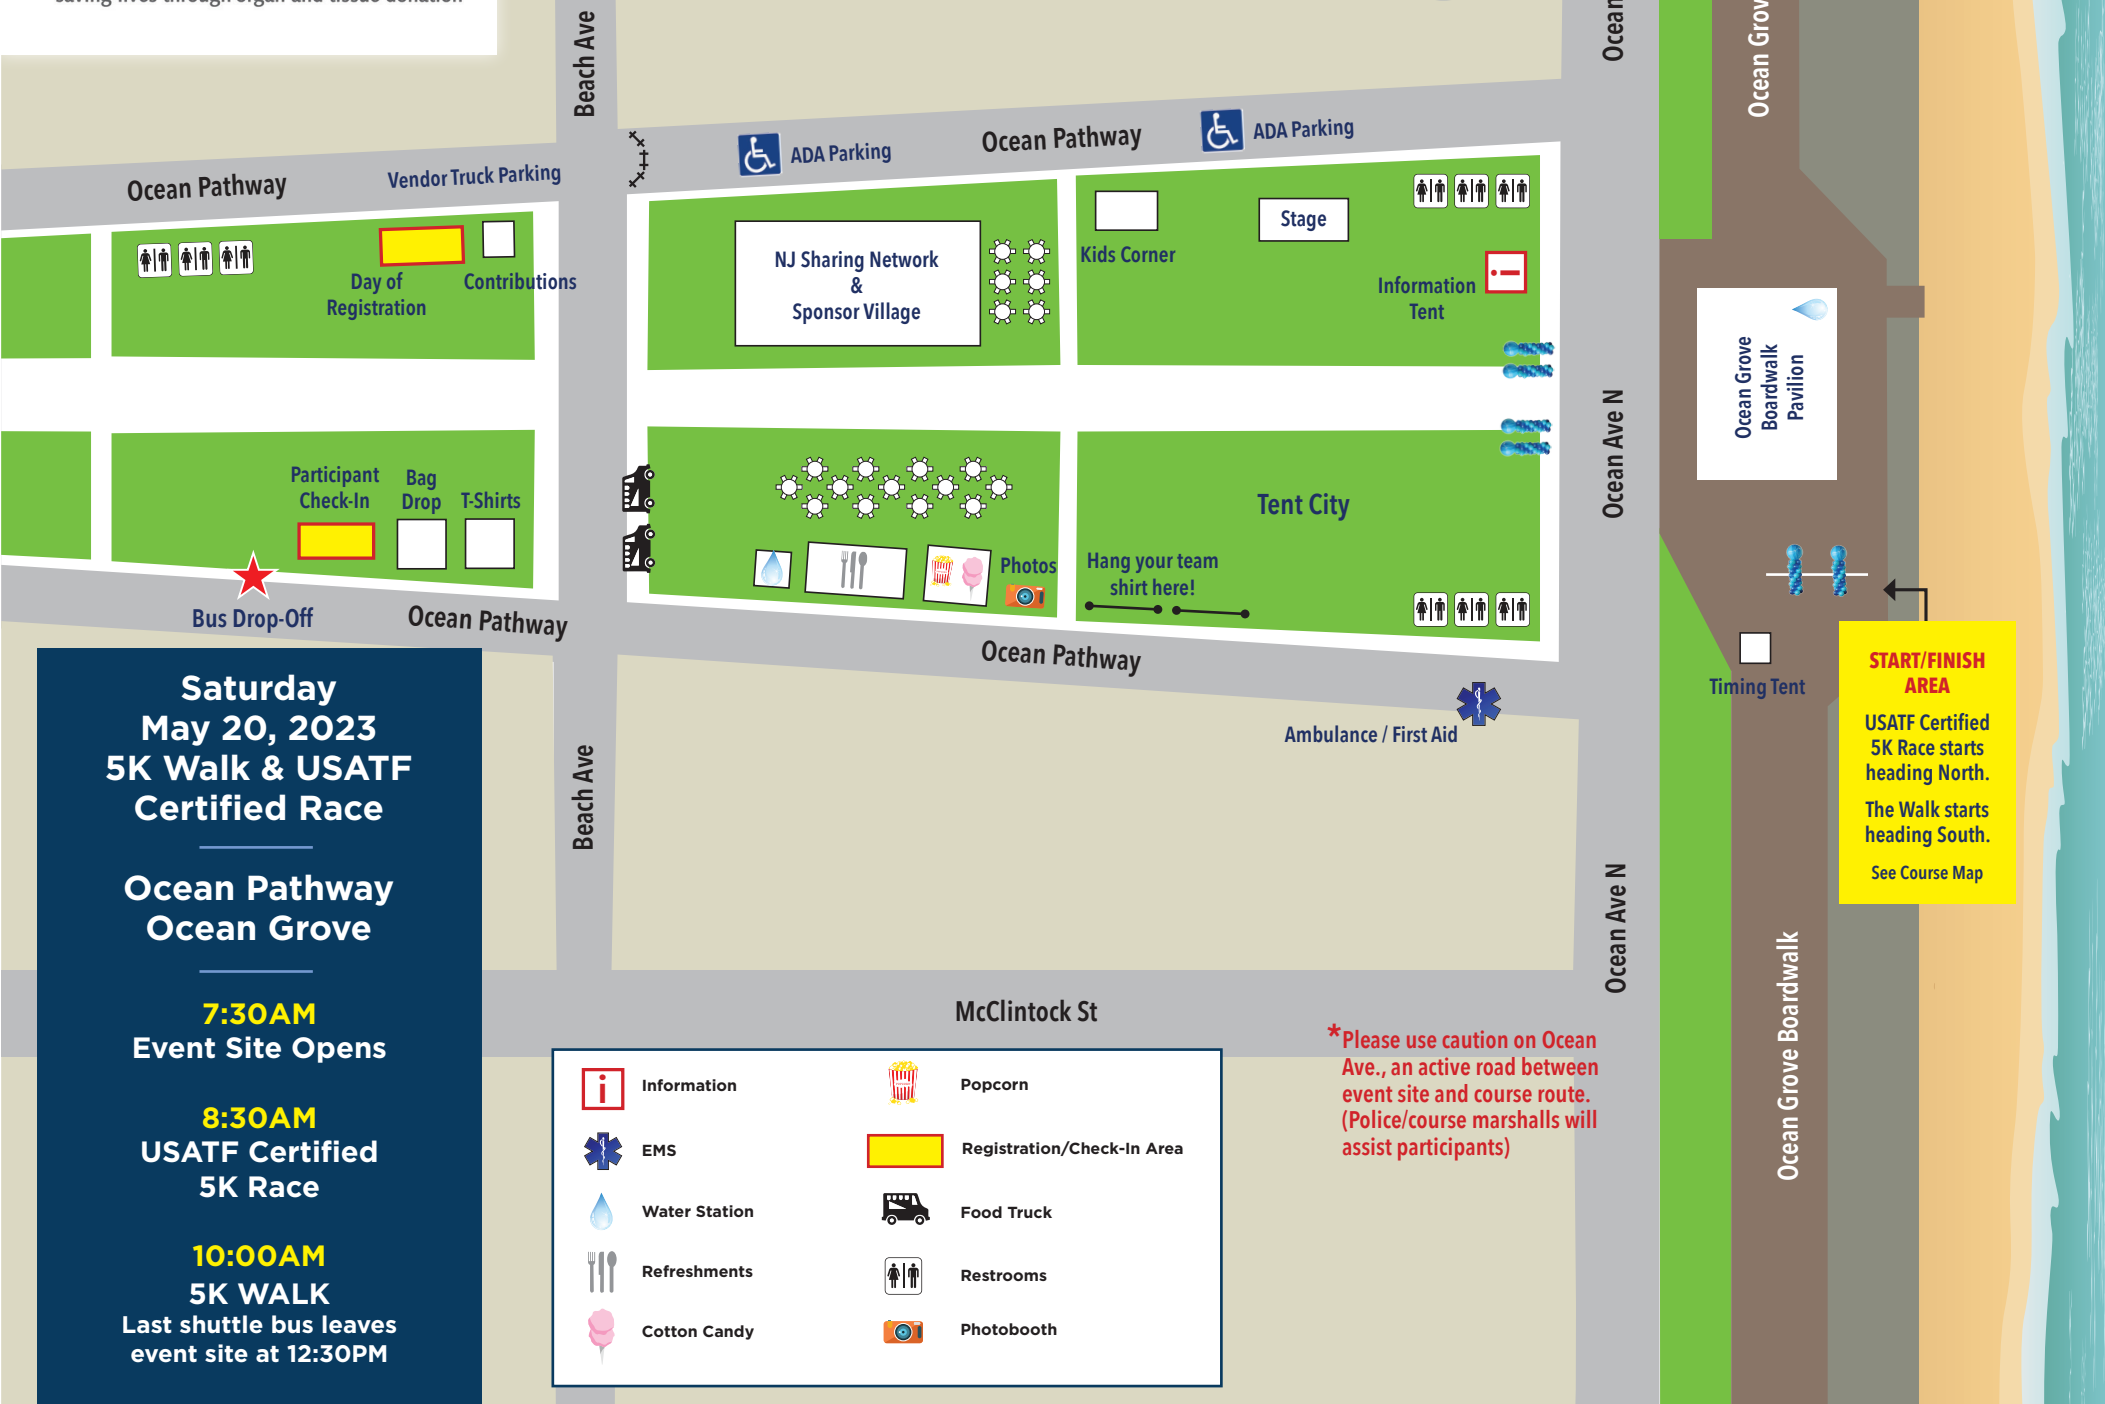 saving lives through organ and tissue donation
Beach Ave
Ocean
Ocean Grov
Ocean Pathway
Vendor Truck Parking
ADA Parking
Ocean Pathway
ADA Parking
Day of
Registration
Contributions
NJ Sharing Network
&
Sponsor Village
Kids Corner
Stage
Information
Tent
Ocean Grove
Boardwalk
Pavilion
Ocean Ave N
Participant
Check-In
Bag
Drop
T-Shirts
Tent City
Photos
Hang your team
shirt here!
Bus Drop-Off
Ocean Pathway
Ocean Pathway
Ambulance / First Aid
Timing Tent
START/FINISH
AREA
USATF Certified
5K Race starts
heading North.
The Walk starts
heading South.
See Course Map
Saturday
May 20, 2023
5K Walk & USATF
Certified Race
Ocean Pathway
Ocean Grove
7:30AM
Event Site Opens
8:30AM
USATF Certified
5K Race
10:00AM
5K WALK
Last shuttle bus leaves
event site at 12:30PM
Beach Ave
Ocean Ave N
Ocean Grove Boardwalk
McClintock St
*Please use caution on Ocean
Ave., an active road between
event site and course route.
(Police/course marshalls will
assist participants)
i
Information
Popcorn
EMS
Registration/Check-In Area
Water Station
Food Truck
Refreshments
Restrooms
Cotton Candy
Photobooth